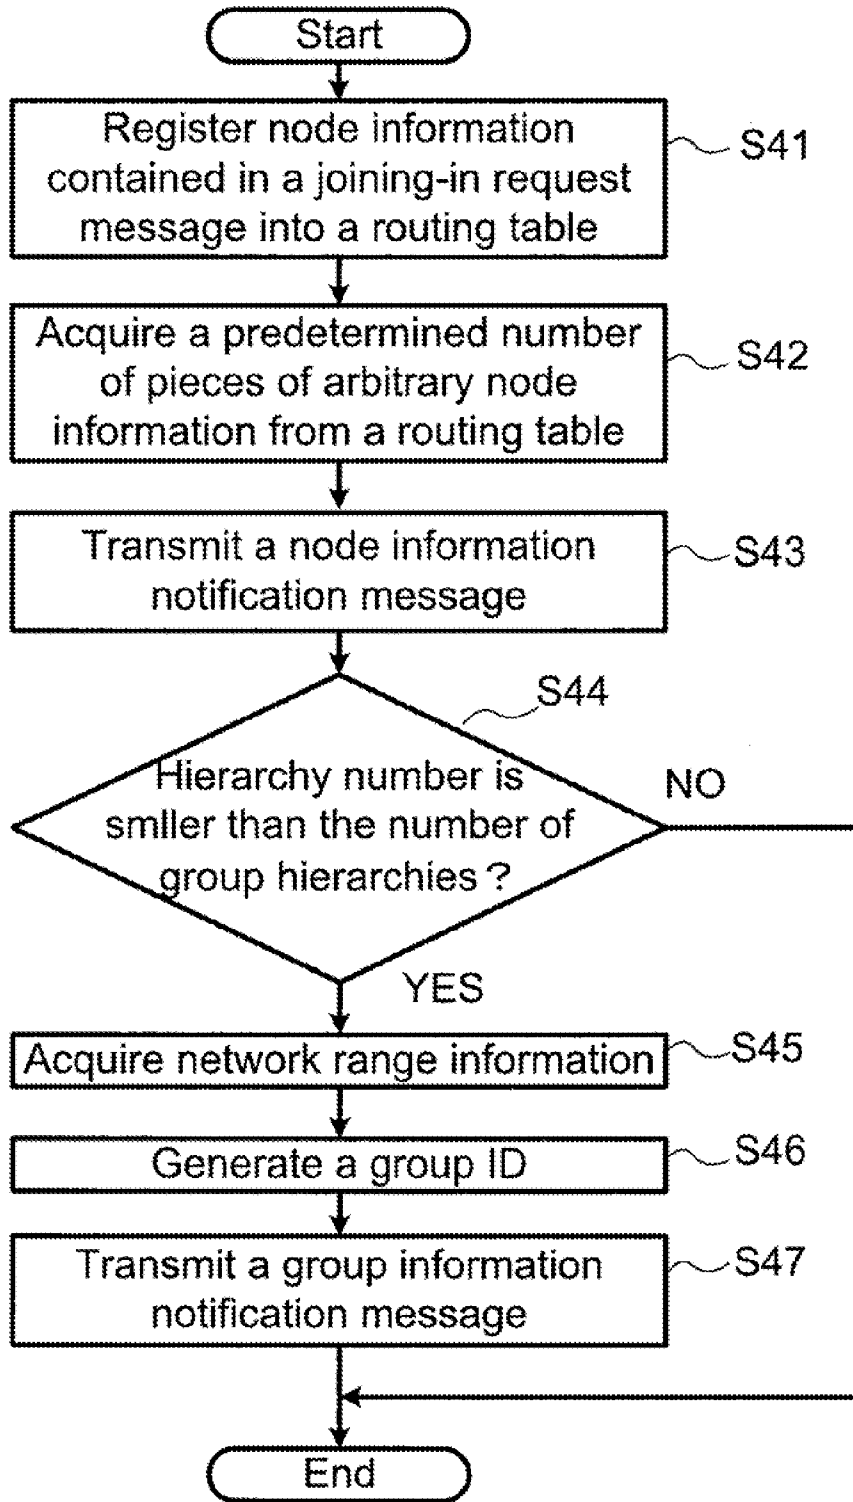 Start
Register node information
contained in a joining-in request
message into a routing table
S41
Acquire a predetermined number
of pieces of arbitrary node
information from a routing table
S42
Transmit a node information
notification message
S43
S44
Hierarchy number is
smller than the number of
group hierarchies ?
NO
YES
Acquire network range information
S45
Generate a group ID
S46
Transmit a group information
notification message
S47
End